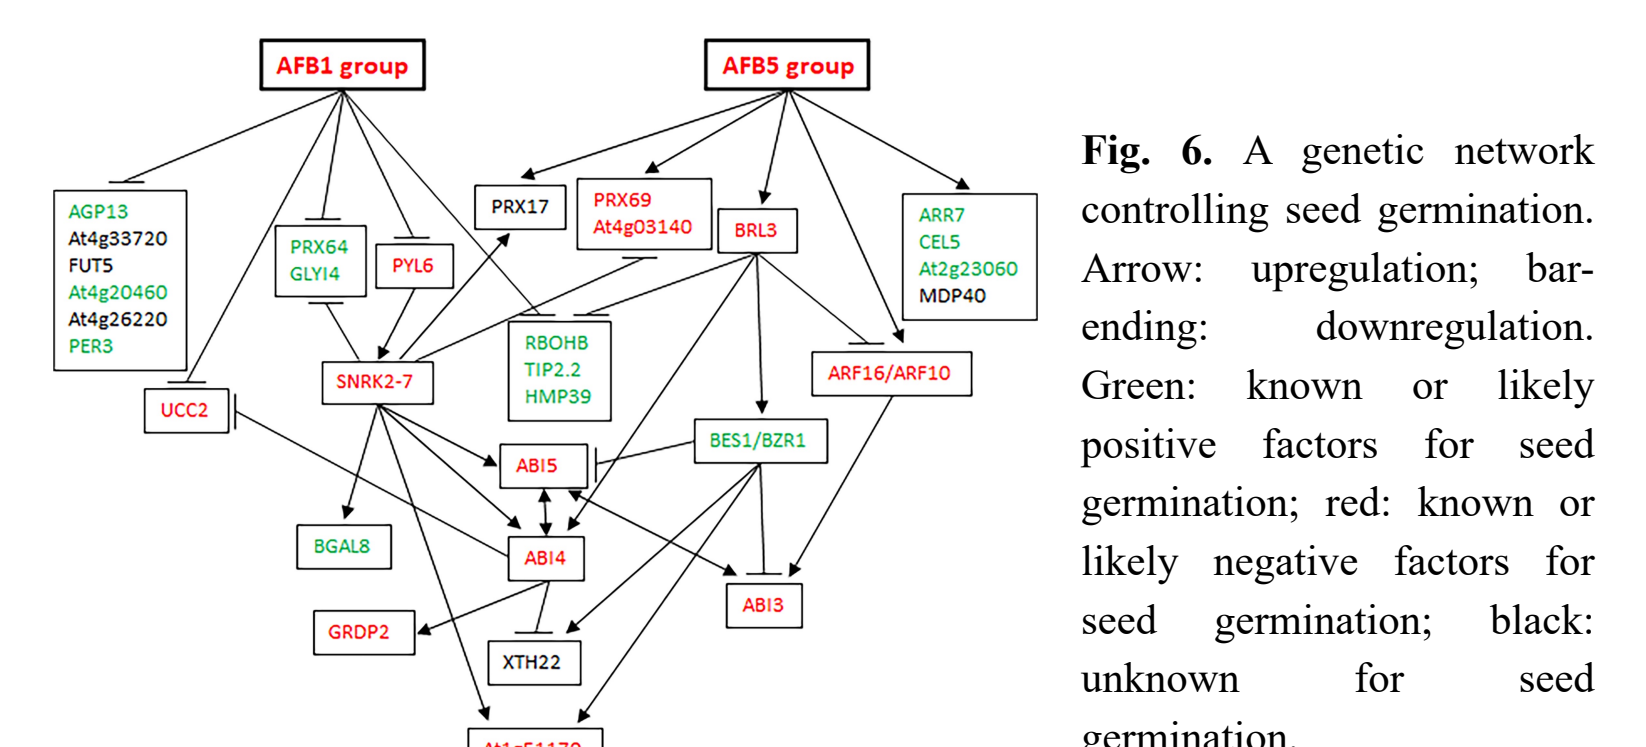 AFB1 group
AFB5 group
AGP13
At4g33720
FUT5
At4g20460
At4g26220
PER3
PRX64
GLYI4
PYL6
PRX17
PRX69
At4g03140
BRL3
ARR7
CEL5
At2g23060
MDP40
RBOHB
TIP2.2
HMP39
SNRK2-7
UCC2
ARF16/ARF10
BES1/BZR1
ABI5
BGAL8
ABI4
ABI3
GRDP2
XTH22
At1g51170
Fig. 6. A genetic network
controlling seed germination.
Arrow: upregulation; bar-
ending: downregulation.
Green: known or likely
positive factors for seed
germination; red: known or
likely negative factors for
seed germination; black:
unknown for seed
germination.